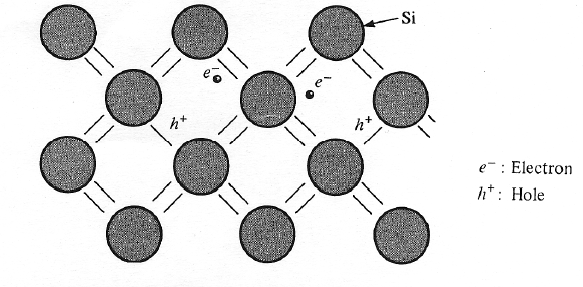 Si
e⁻
e⁻
h⁺
h⁺
e⁻ : Electron
h⁺ : Hole